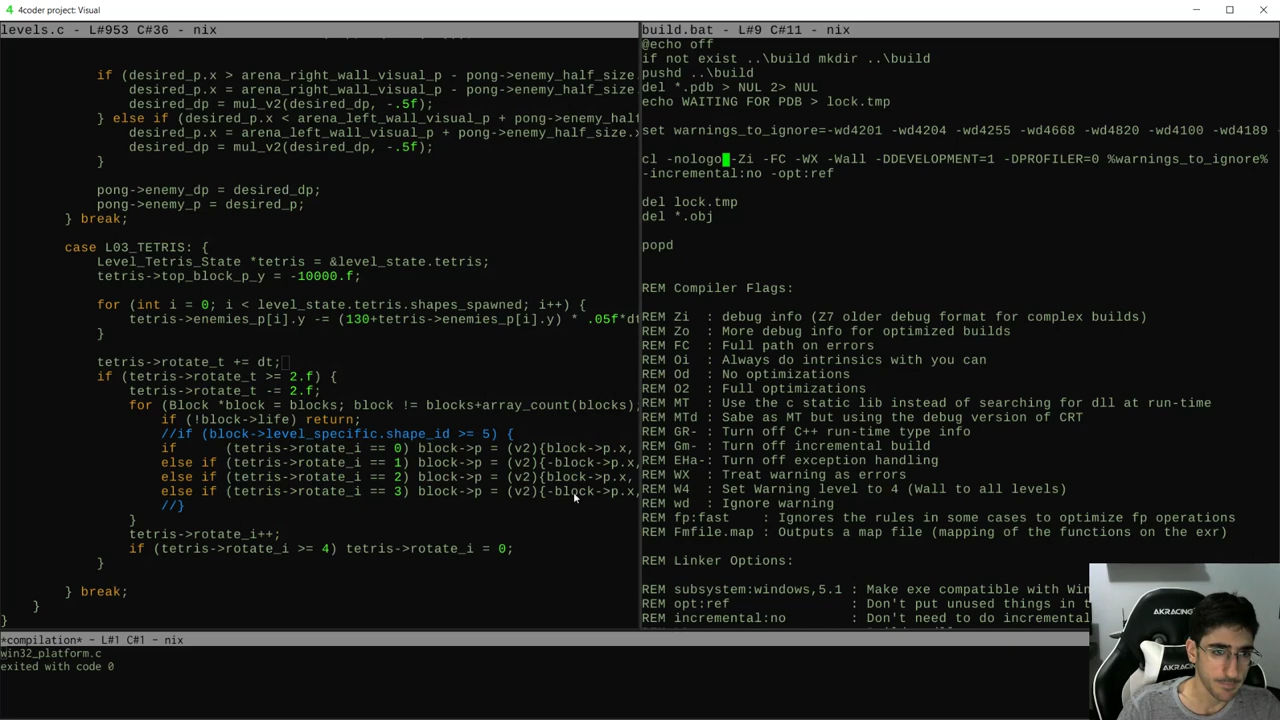 4coder project: Visual
levels.c - L#953 C#36 - nix
if (desired_p.x > arena_right_wall_visual_p - pong->enemy_half_size.
desired_p.x = arena_right_wall_visual_p - pong->enemy_half_size.
desired_dp = mul_v2(desired_dp, -.5f);
} else if (desired_p.x < arena_left_wall_visual_p + pong->enemy_half
desired_p.x = arena_left_wall_visual_p + pong->enemy_half_size.x
desired_dp = mul_v2(desired_dp, -.5f);
}
pong->enemy_dp = desired_dp;
pong->enemy_p = desired_p;
} break;
case L03_TETRIS: {
Level_Tetris_State *tetris = &level_state.tetris;
tetris->top_block_p_y = -10000.f;
for (int i = 0; i < level_state.tetris.shapes_spawned; i++) {
tetris->enemies_p[i].y -= (130+tetris->enemies_p[i].y) * .05f*dt
}
tetris->rotate_t += dt;
if (tetris->rotate_t >= 2.f) {
tetris->rotate_t -= 2.f;
for (Block *block = blocks; block != blocks+array_count(blocks);
if (!block->life) return;
//if (block->level_specific.shape_id >= 5) {
if (tetris->rotate_i == 0) block->p = (v2){block->p.x,
else if (tetris->rotate_i == 1) block->p = (v2){-block->p.x,
else if (tetris->rotate_i == 2) block->p = (v2){block->p.x,
else if (tetris->rotate_i == 3) block->p = (v2){-block->p.x,
//}
}
tetris->rotate_i++;
if (tetris->rotate_i >= 4) tetris->rotate_i = 0;
}
} break;
}
}
build.bat - L#9 C#11 - nix
@echo off
if not exist ..\build mkdir ..\build
pushd ..\build
del *.pdb > NUL 2> NUL
echo WAITING FOR PDB > lock.tmp
set warnings_to_ignore=-wd4201 -wd4204 -wd4255 -wd4668 -wd4820 -wd4100 -wd4189
cl -nologo -Zi -FC -WX -Wall -DDEVELOPMENT=1 -DPROFILER=0 %warnings_to_ignore%
-incremental:no -opt:ref
del lock.tmp
del *.obj
popd
REM Compiler Flags:
REM Zi : debug info (Z7 older debug format for complex builds)
REM Zo : More debug info for optimized builds
REM FC : Full path on errors
REM Oi : Always do intrinsics with you can
REM Od : No optimizations
REM O2 : Full optimizations
REM MT : Use the c static lib instead of searching for dll at run-time
REM MTd : Sabe as MT but using the debug version of CRT
REM GR- : Turn off C++ run-time type info
REM Gm- : Turn off incremental build
REM EHa-: Turn off exception handling
REM WX : Treat warning as errors
REM W4 : Set Warning level to 4 (Wall to all levels)
REM wd : Ignore warning
REM fp:fast : Ignores the rules in some cases to optimize fp operations
REM Fmfile.map : Outputs a map file (mapping of the functions on the exr)
REM Linker Options:
REM subsystem:windows,5.1 : Make exe compatible with Win
REM opt:ref : Don't put unused things in t
REM incremental:no : Don't need to do incremental
*compilation* - L#1 C#1 - nix
win32_platform.c
exited with code 0
AKRACING